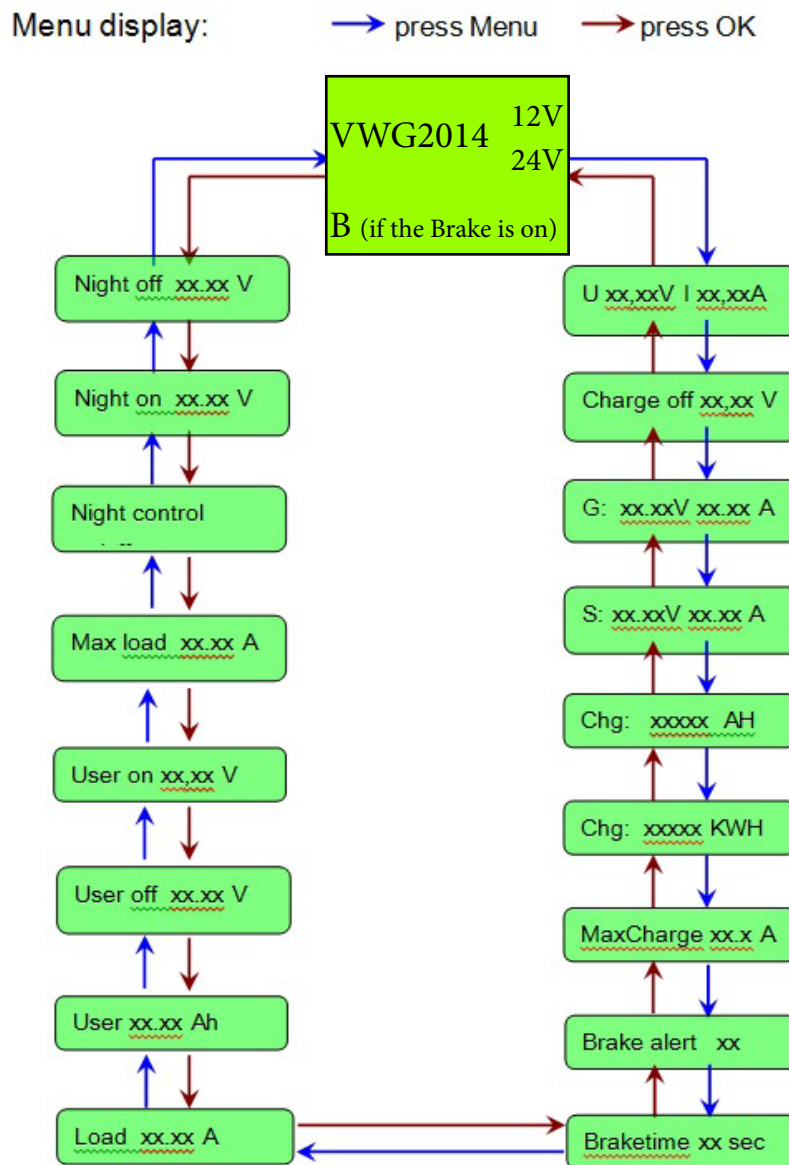 Menu display: press Menu press OK
VWG2014 12V
24V
B (if the Brake is on)
Night off xx.xx V
Night on xx.xx V
Night control
Max load xx.xx A
User on xx,xx V
User off xx.xx V
User xx.xx Ah
Load xx.xx A
U xx,xxV I xx,xxA
Charge off xx,xx V
G: xx.xxV xx.xx A
S: xx.xxV xx.xx A
Chg: xxxxx AH
Chg: xxxxx KWH
MaxCharge xx.x A
Brake alert xx
Braketime xx sec